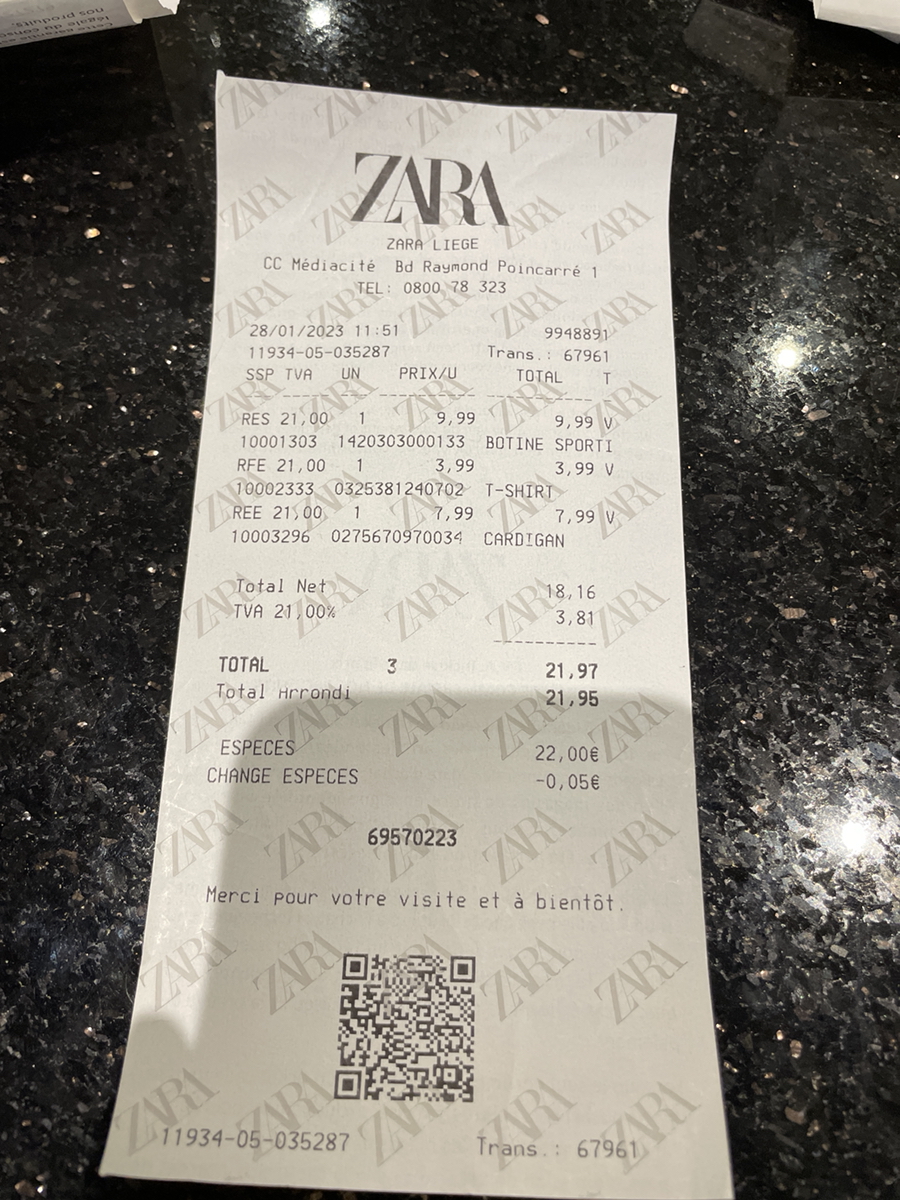 ZARA
ZARA LIEGE
CC Médiacité Bd Raymond Poincarré 1
TEL: 0800 78 323
28/01/2023 11:51 9948891
11934-05-035287 Trans.: 67961
SSP TVA UN PRIX/U TOTAL T
RES 21,00 1 9,99 9,99 V
10001303 1420303000133 BOTINE SPORTI
RFE 21,00 1 3,99 3,99 V
10002333 0325381240702 T-SHIRT
REE 21,00 1 7,99 7,99 V
10003296 0275670970034 CARDIGAN
Total Net 18,16
TVA 21,00% 3,81
TOTAL 3 21,97
Total Arrondi 21,95
ESPECES 22,00€
CHANGE ESPECES -0,05€
69570223
Merci pour votre visite et à bientôt.
11934-05-035287 Trans.: 67961